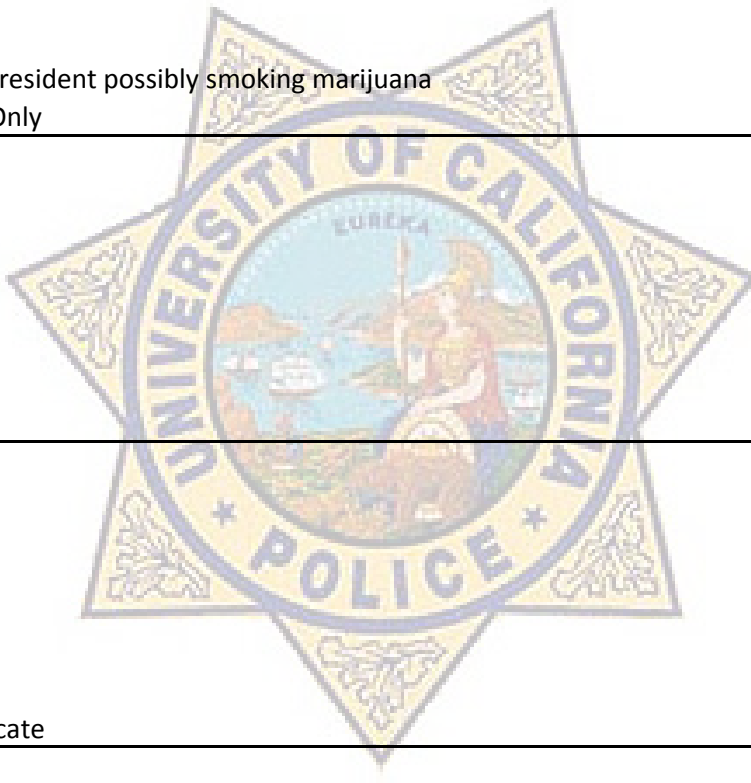 resident possibly smoking marijuana
Only
UNIVERSITY OF CALIFORNIA
EUREKA
POLICE
cate